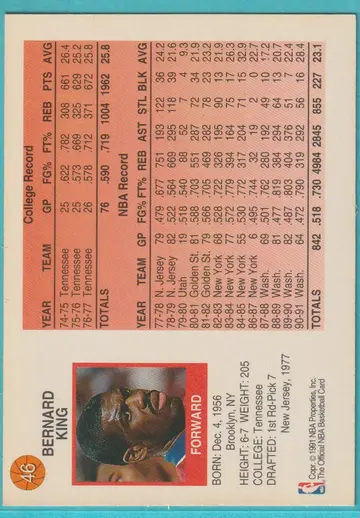 46
BERNARD
KING
FORWARD
BORN: Dec. 4, 1956
Brooklyn, NY
HEIGHT: 6-7 WEIGHT: 205
COLLEGE: Tennessee
DRAFTED: 1st Rd-Pick 7
New Jersey, 1977
Copr. © 1991 NBA Properties, Inc.
The Official NBA Basketball Card
NBA
College Record
YEAR TEAM GP FG% FT% REB PTS AVG
74-75 Tennessee 25 .622 .782 308 661 26.4
75-76 Tennessee 25 .573 .669 325 629 25.2
76-77 Tennessee 26 .578 .712 371 672 25.8
TOTALS 76 .590 .719 1004 1962 25.8
NBA Record
YEAR TEAM GP FG% FT% REB AST STL BLK AVG
77-78 N. Jersey 79 .479 .677 751 193 122 36 24.2
78-79 N. Jersey 82 .522 .564 669 295 118 39 21.6
79-80 Utah 19 .518 .540 88 52 7 4 9.3
80-81 Golden St. 81 .588 .703 551 287 72 34 21.9
81-82 Golden St. 79 .566 .705 469 282 78 23 23.2
82-83 New York 68 .528 .722 326 195 90 13 21.9
83-84 New York 77 .572 .779 394 164 75 17 26.3
84-85 New York 55 .530 .772 317 204 71 15 32.9
86-87 New York 6 .495 .744 32 19 2 0 22.7
87-88 Wash. 69 .501 .762 280 192 49 10 17.2
88-89 Wash. 81 .477 .819 384 294 64 13 20.7
89-90 Wash. 82 .487 .803 404 376 51 7 22.4
90-91 Wash. 64 .472 .790 319 292 56 16 28.4
TOTALS 842 .518 .730 4984 2845 855 227 23.1